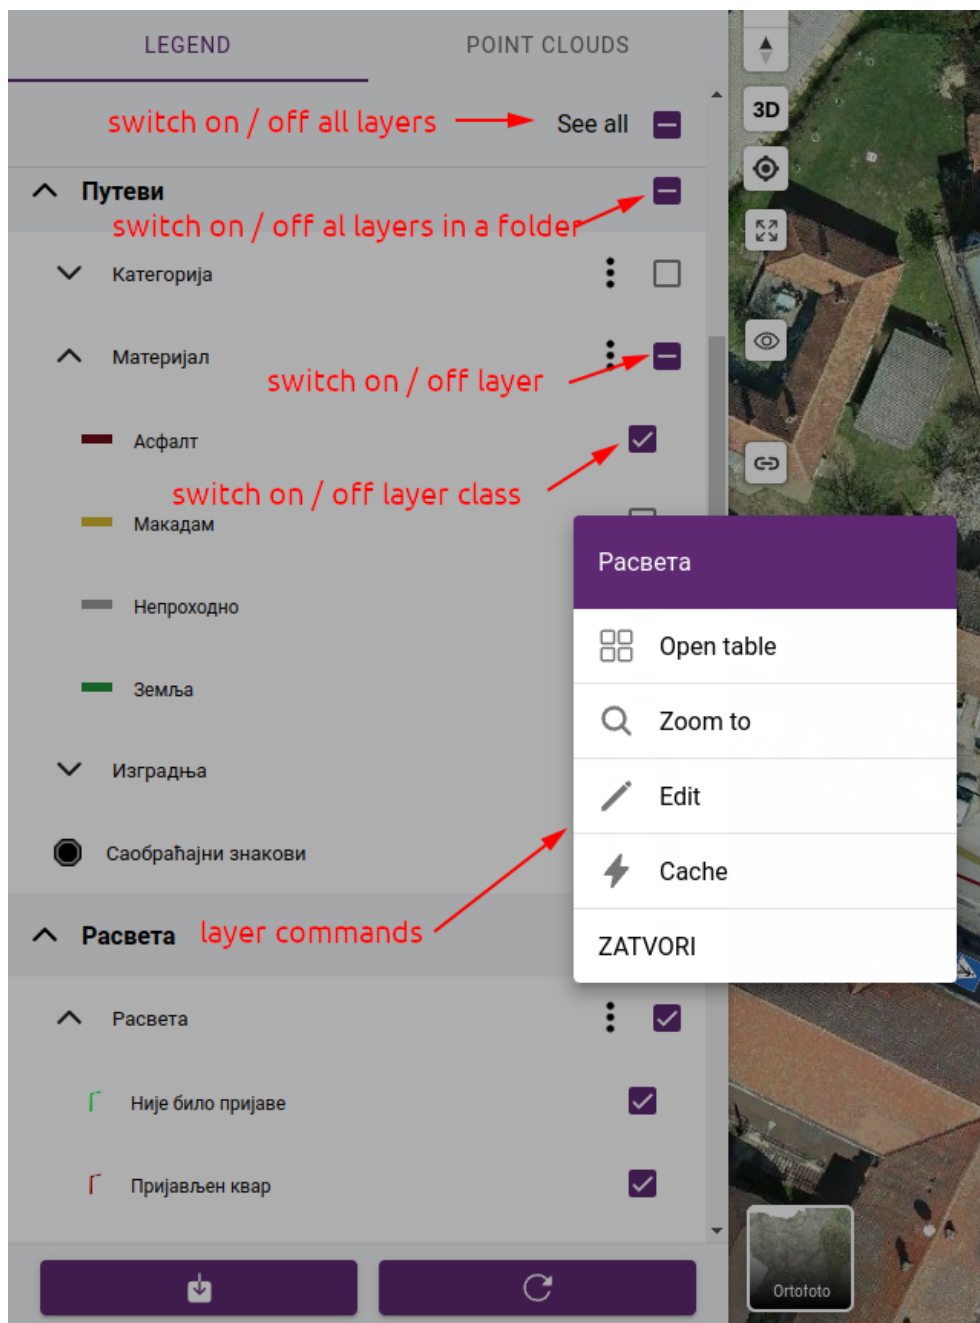 LEGEND
POINT CLOUDS
switch on / off all layers
See all
3D
Путеви
switch on / off al layers in a folder
Категорија
Материјал
switch on / off layer
Асфалт
switch on / off layer class
Макадам
Расвета
Непроходно
Open table
Земља
Zoom to
Изградња
Edit
Саобраћајни знакови
Cache
Расвета
layer commands
ZATVORI
Расвета
Није било пријаве
Пријављен квар
Ortofoto